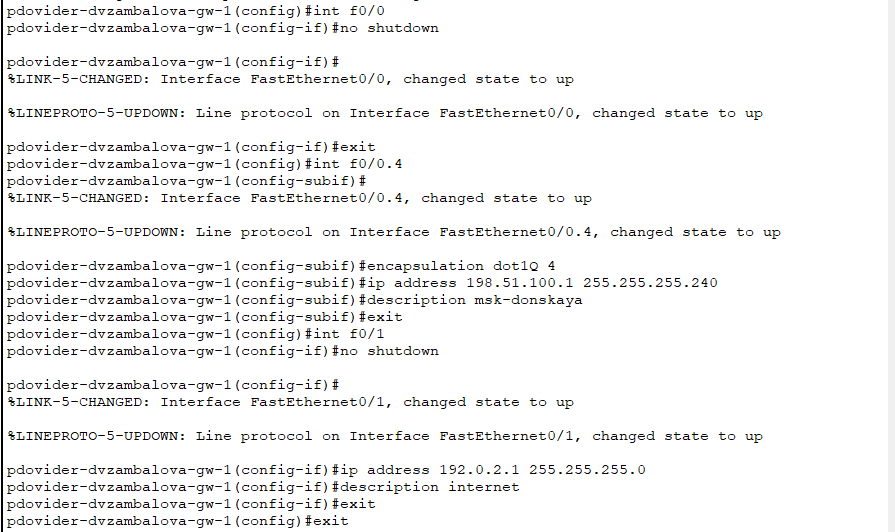 pdovider-dvzambalova-gw-1(config)#int f0/0
pdovider-dvzambalova-gw-1(config-if)#no shutdown
pdovider-dvzambalova-gw-1(config-if)#
%LINK-5-CHANGED: Interface FastEthernet0/0, changed state to up
%LINEPROTO-5-UPDOWN: Line protocol on Interface FastEthernet0/0, changed state to up
pdovider-dvzambalova-gw-1(config-if)#exit
pdovider-dvzambalova-gw-1(config)#int f0/0.4
pdovider-dvzambalova-gw-1(config-subif)#
%LINK-5-CHANGED: Interface FastEthernet0/0.4, changed state to up
%LINEPROTO-5-UPDOWN: Line protocol on Interface FastEthernet0/0.4, changed state to up
pdovider-dvzambalova-gw-1(config-subif)#encapsulation dot1Q 4
pdovider-dvzambalova-gw-1(config-subif)#ip address 198.51.100.1 255.255.255.240
pdovider-dvzambalova-gw-1(config-subif)#description msk-donskaya
pdovider-dvzambalova-gw-1(config-subif)#exit
pdovider-dvzambalova-gw-1(config)#int f0/1
pdovider-dvzambalova-gw-1(config-if)#no shutdown
pdovider-dvzambalova-gw-1(config-if)#
%LINK-5-CHANGED: Interface FastEthernet0/1, changed state to up
%LINEPROTO-5-UPDOWN: Line protocol on Interface FastEthernet0/1, changed state to up
pdovider-dvzambalova-gw-1(config-if)#ip address 192.0.2.1 255.255.255.0
pdovider-dvzambalova-gw-1(config-if)#description internet
pdovider-dvzambalova-gw-1(config-if)#exit
pdovider-dvzambalova-gw-1(config)#exit